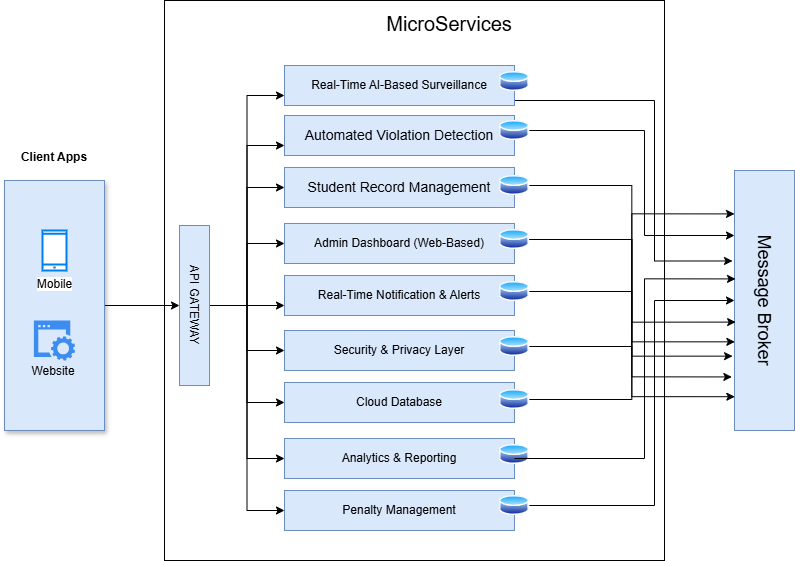 MicroServices
Client Apps
Mobile
Website
API GATEWAY
Real-Time AI-Based Surveillance
Automated Violation Detection
Student Record Management
Admin Dashboard (Web-Based)
Real-Time Notification & Alerts
Security & Privacy Layer
Cloud Database
Analytics & Reporting
Penalty Management
Message Broker